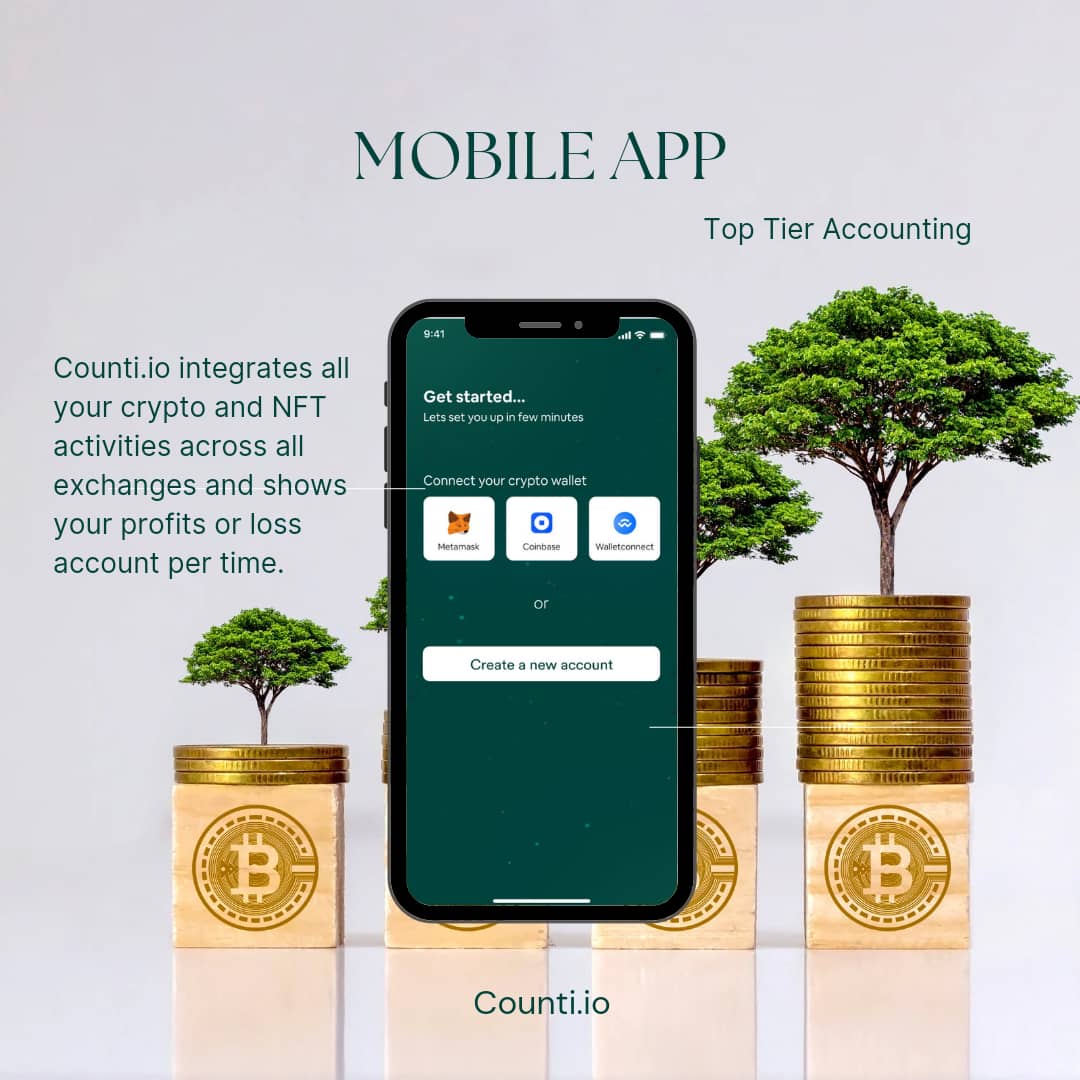 MOBILE APP
Top Tier Accounting
Counti.io integrates all
your crypto and NFT
activities across all
exchanges and shows
your profits or loss
account per time.
9:41
Get started...
Lets set you up in few minutes
Connect your crypto wallet
Metamask
Coinbase
Walletconnect
or
Create a new account
Counti.io